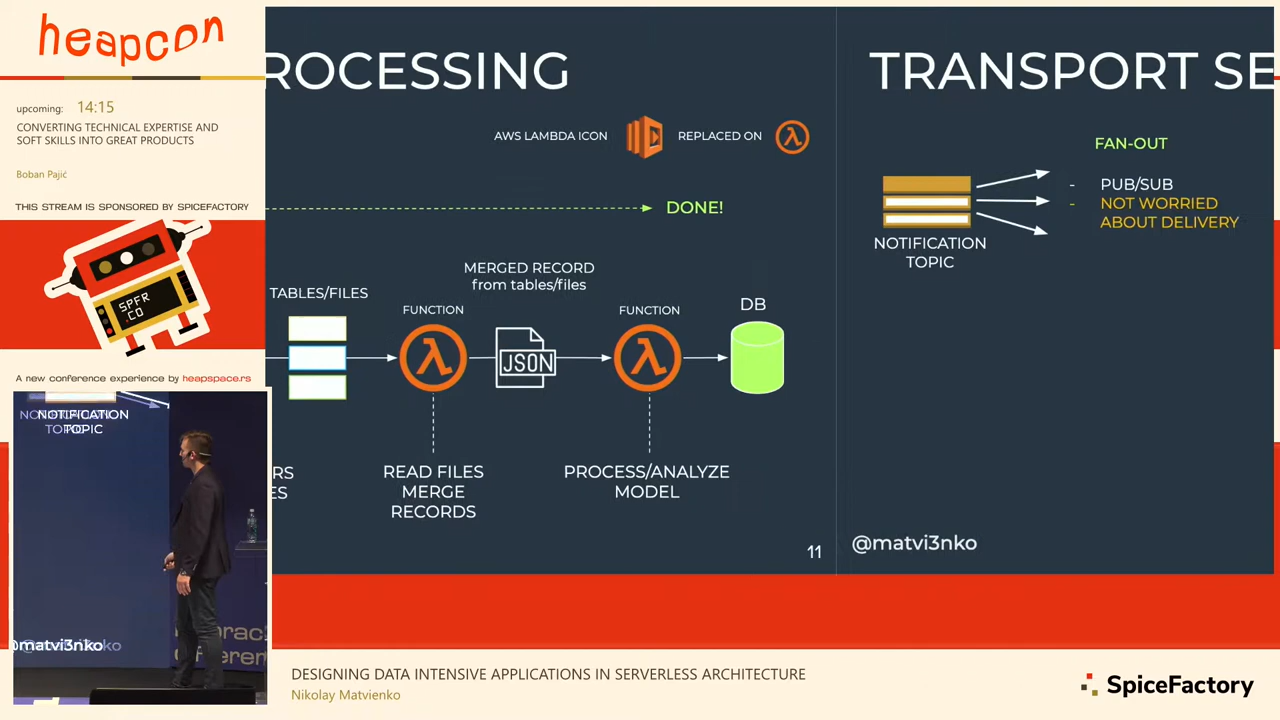 heapcon
upcoming: 14:15
CONVERTING TECHNICAL EXPERTISE AND
SOFT SKILLS INTO GREAT PRODUCTS
Boban Pajić
THIS STREAM IS SPONSORED BY SPICEFACTORY
SPFR
.CO
A new conference experience by heapspace.rs
NOTIFICATION
TOPIC
@matvi3nko
ROCESSING
AWS LAMBDA ICON
REPLACED ON
DONE!
TABLES/FILES
FUNCTION
MERGED RECORD
from tables/files
JSON
FUNCTION
DB
RS
ES
READ FILES
MERGE
RECORDS
PROCESS/ANALYZE
MODEL
11
TRANSPORT SE
FAN-OUT
- PUB/SUB
- NOT WORRIED
ABOUT DELIVERY
NOTIFICATION
TOPIC
@matvi3nko
DESIGNING DATA INTENSIVE APPLICATIONS IN SERVERLESS ARCHITECTURE
Nikolay Matvienko
SpiceFactory